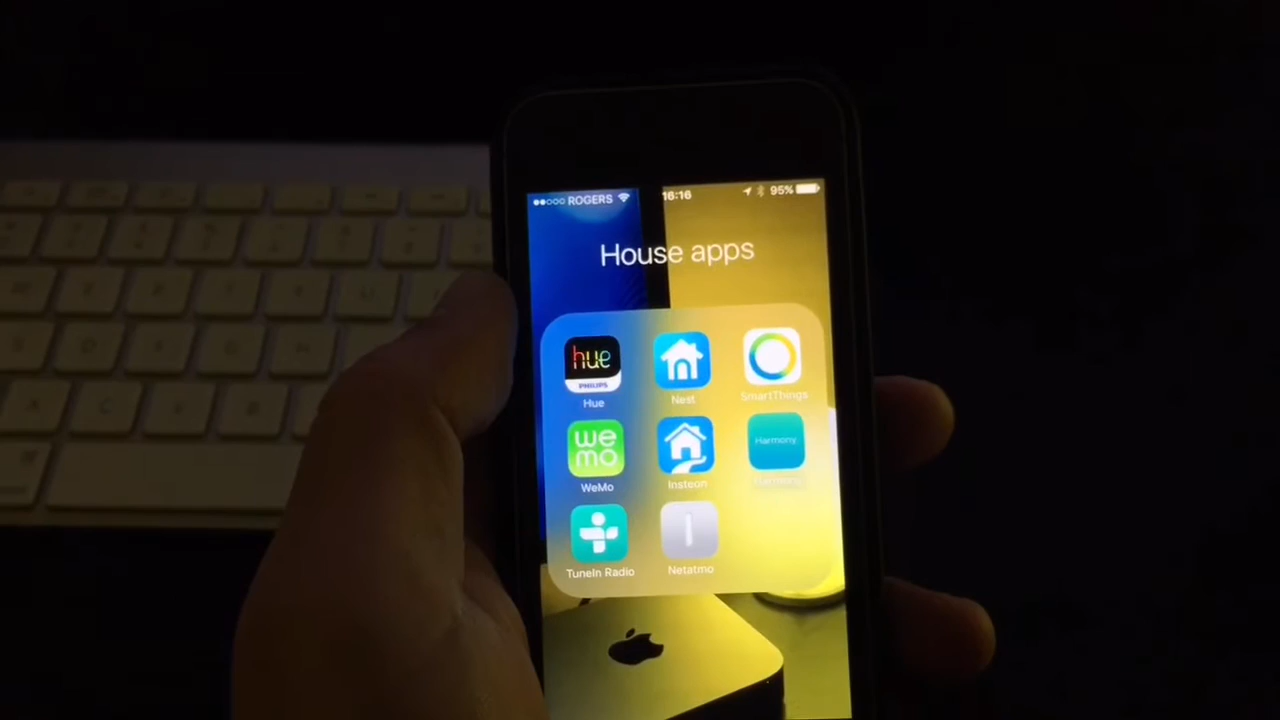 ROGERS 16:16 95%
House apps
hue
PHILIPS
Hue Nest SmartThings
we
mo
Harmony
WeMo Insteon Harmony
TuneIn Radio Netatmo